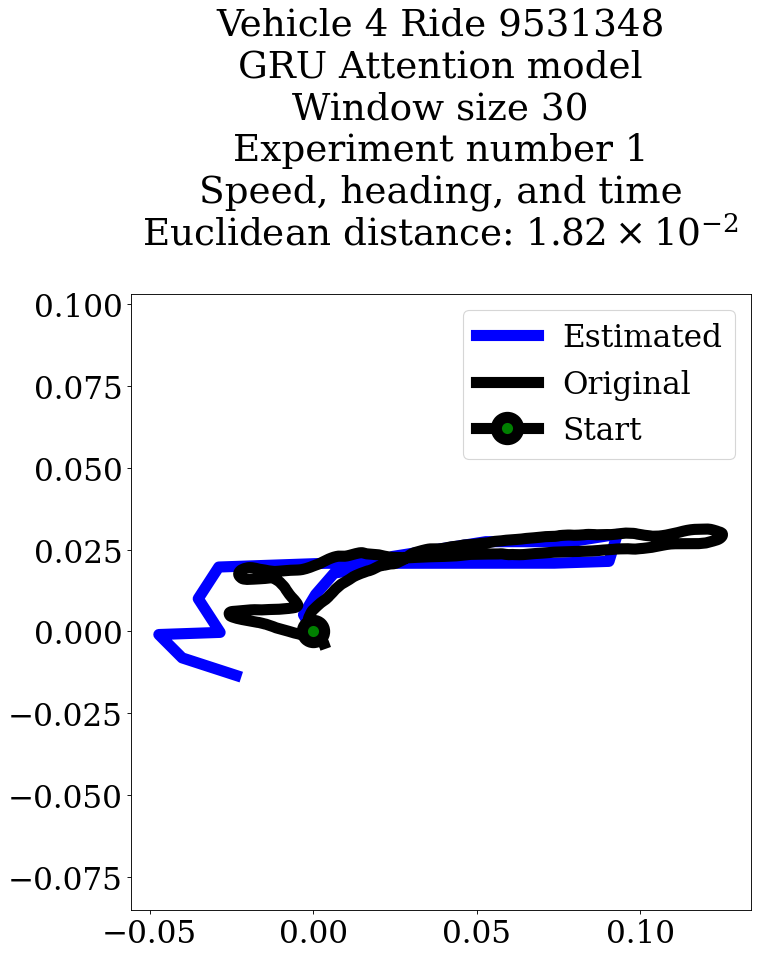 Vehicle 4 Ride 9531348
GRU Attention model
Window size 30
Experiment number 1
Speed, heading, and time
Euclidean distance: 1.82 × 10⁻²
0.100
Estimated
0.075
Original
Start
0.050
0.025
0.000
−0.025
−0.050
−0.075
−0.05 0.00 0.05 0.10